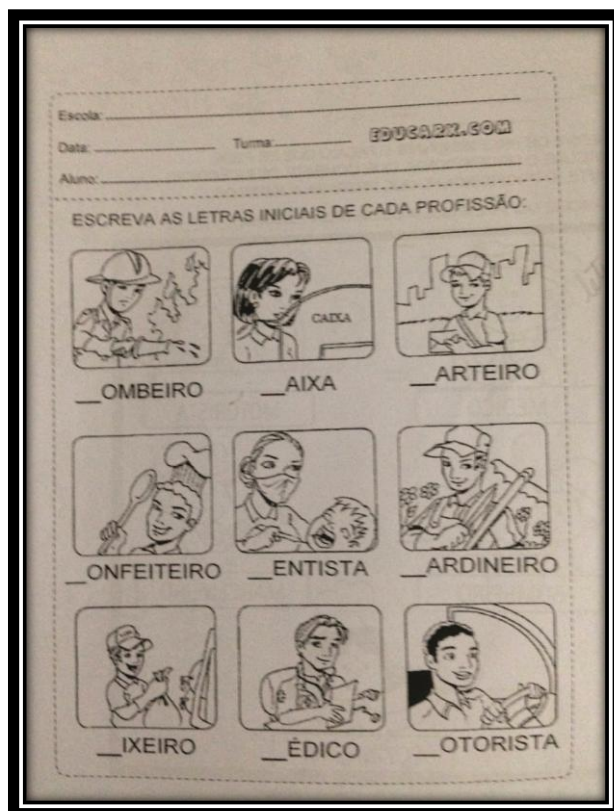 Escola:
Data: Turma: EDUCARX.COM
Aluno:
ESCREVA AS LETRAS INICIAIS DE CADA PROFISSÃO:
CAIXA
__OMBEIRO __AIXA __ARTEIRO
__ONFEITEIRO __ENTISTA __ARDINEIRO
__IXEIRO __ÉDICO __OTORISTA